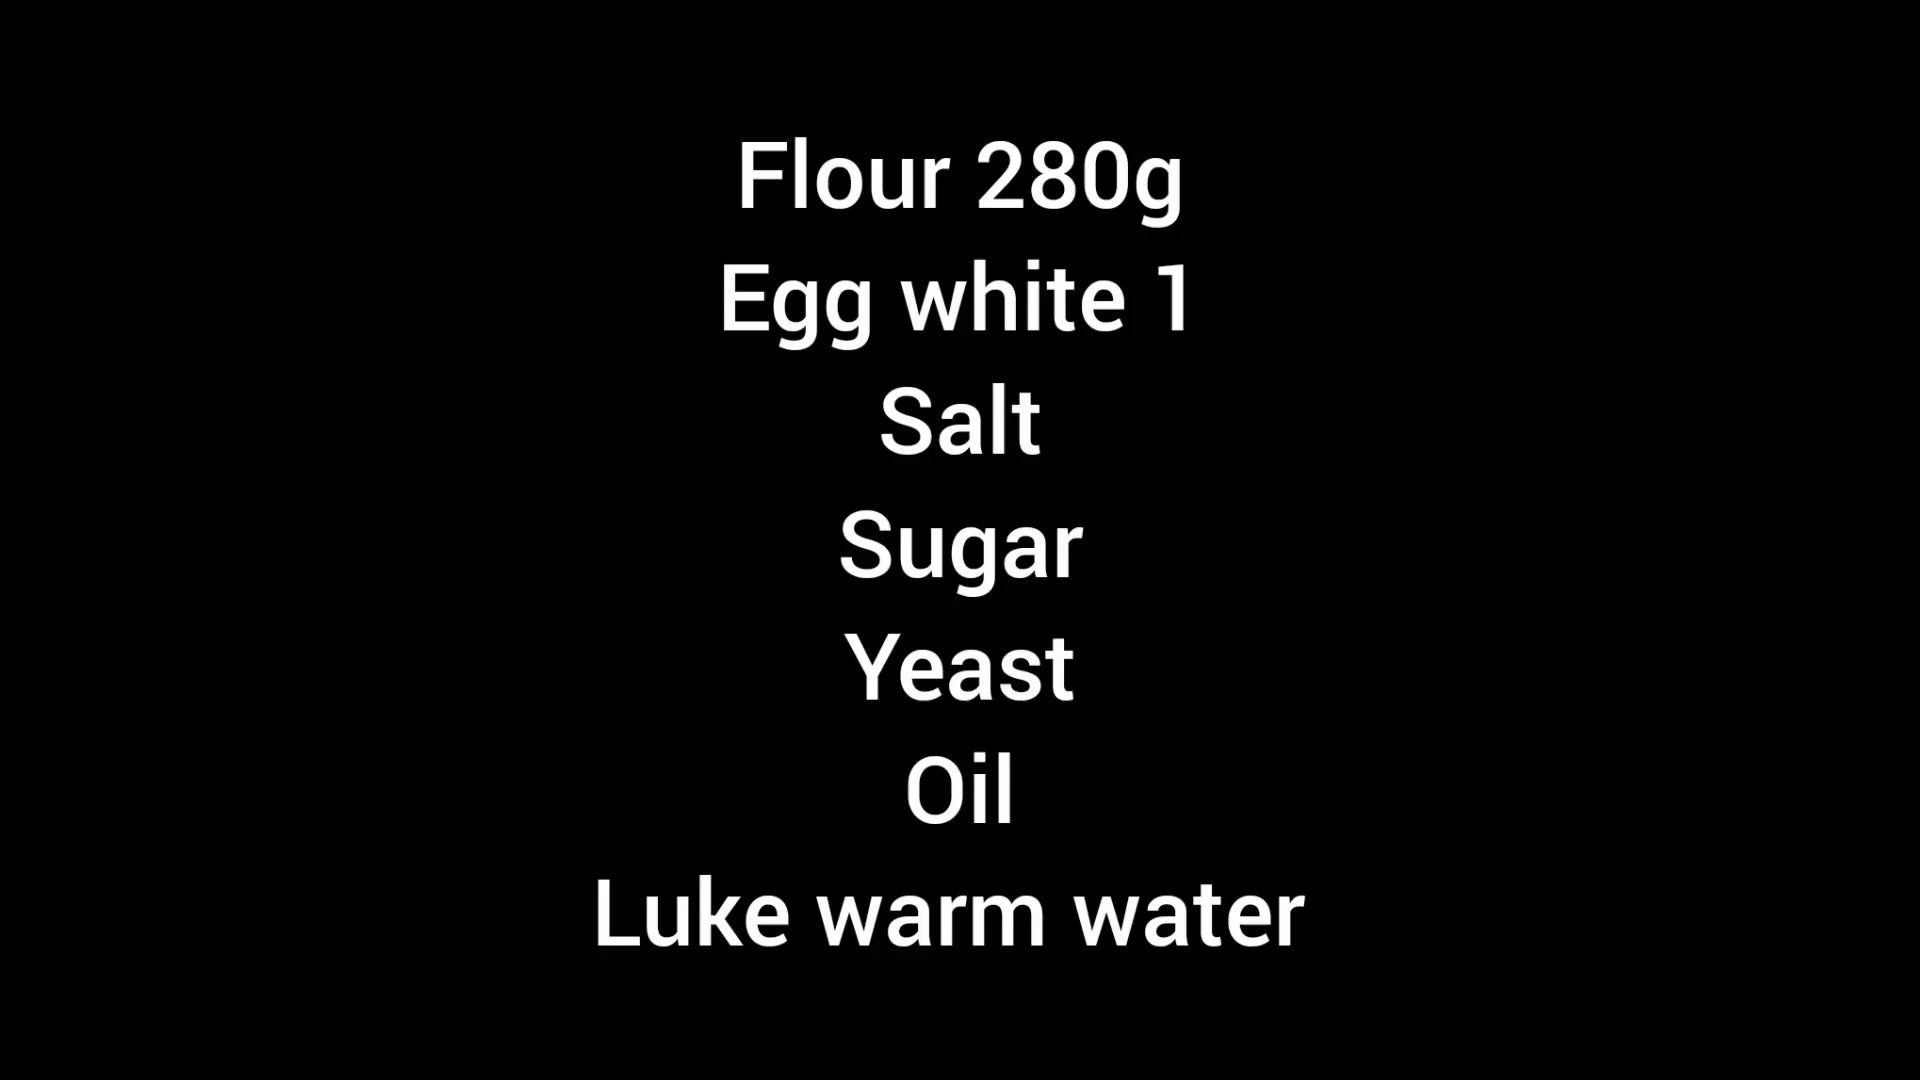 Flour 280g
Egg white 1
Salt
Sugar
Yeast
Oil
Luke warm water